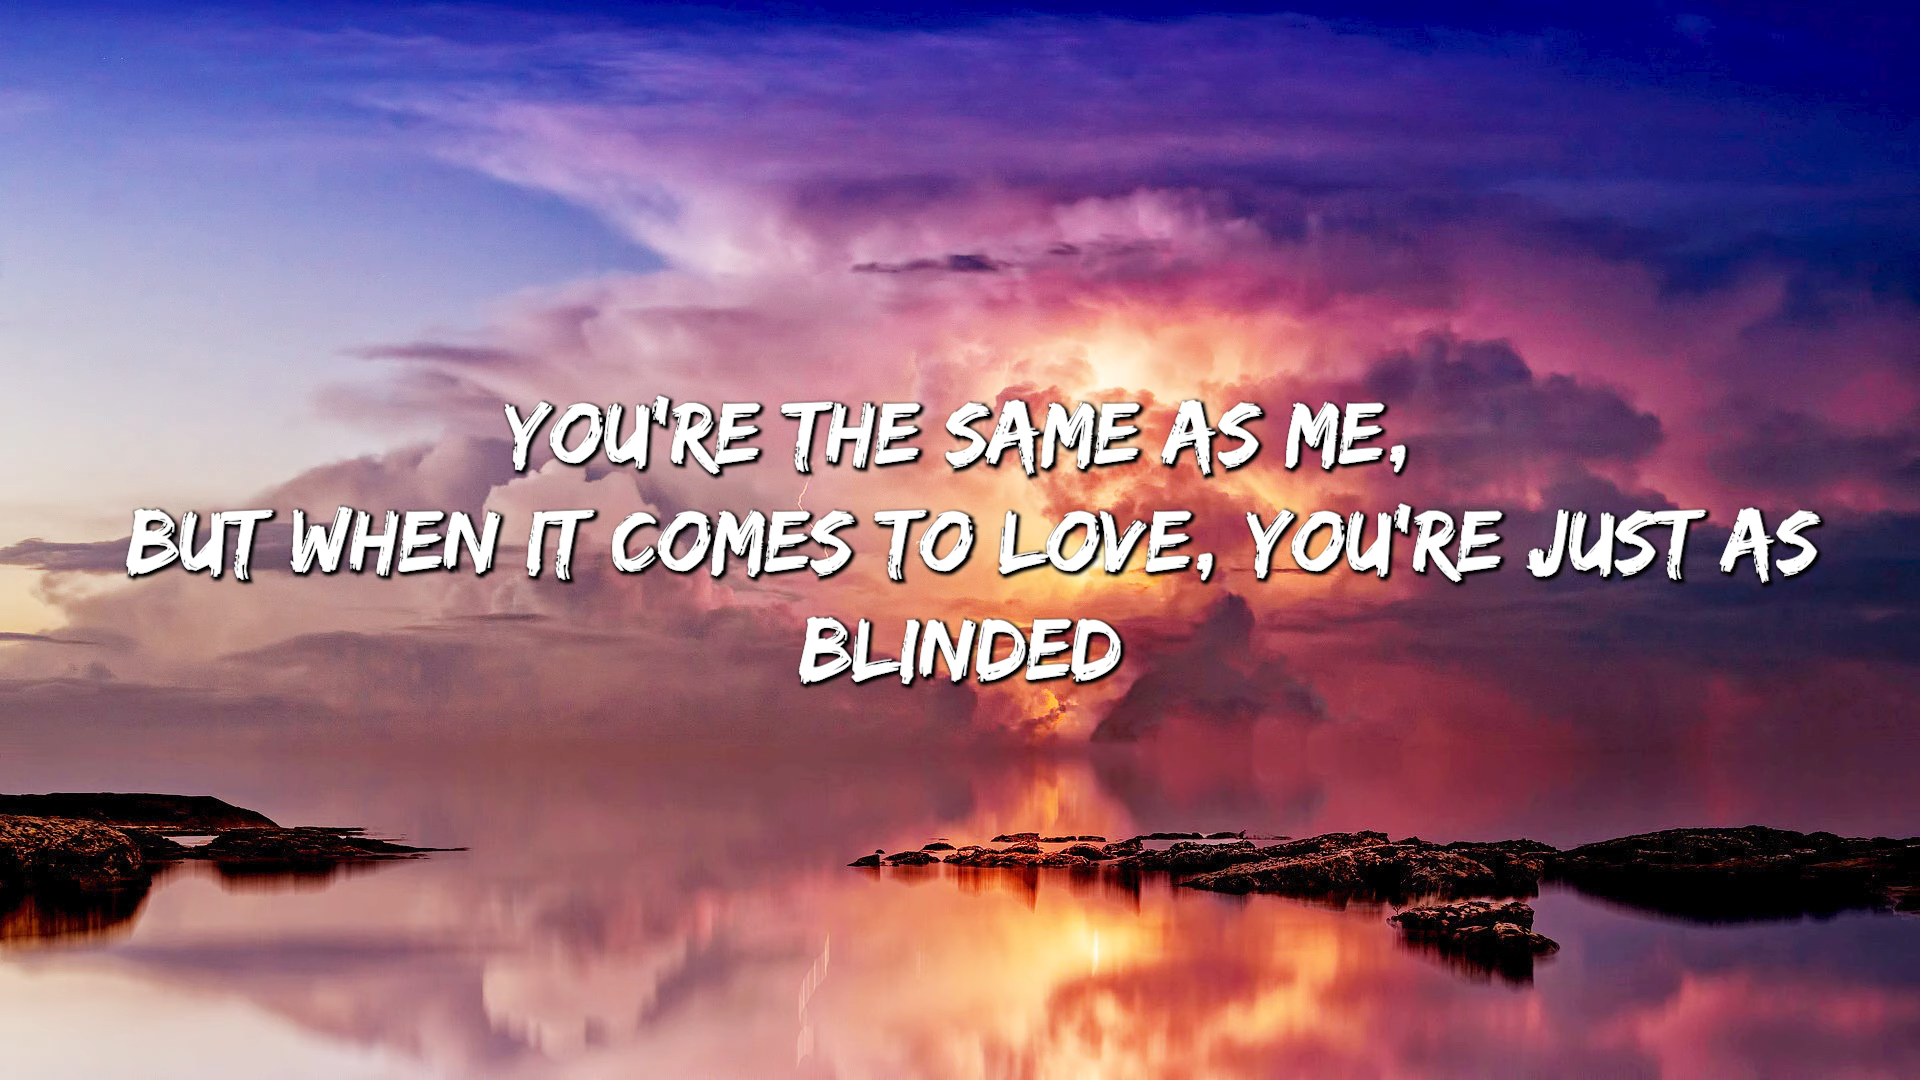 YOU'RE THE SAME AS ME,
BUT WHEN IT COMES TO LOVE, YOU'RE JUST AS
BLINDED